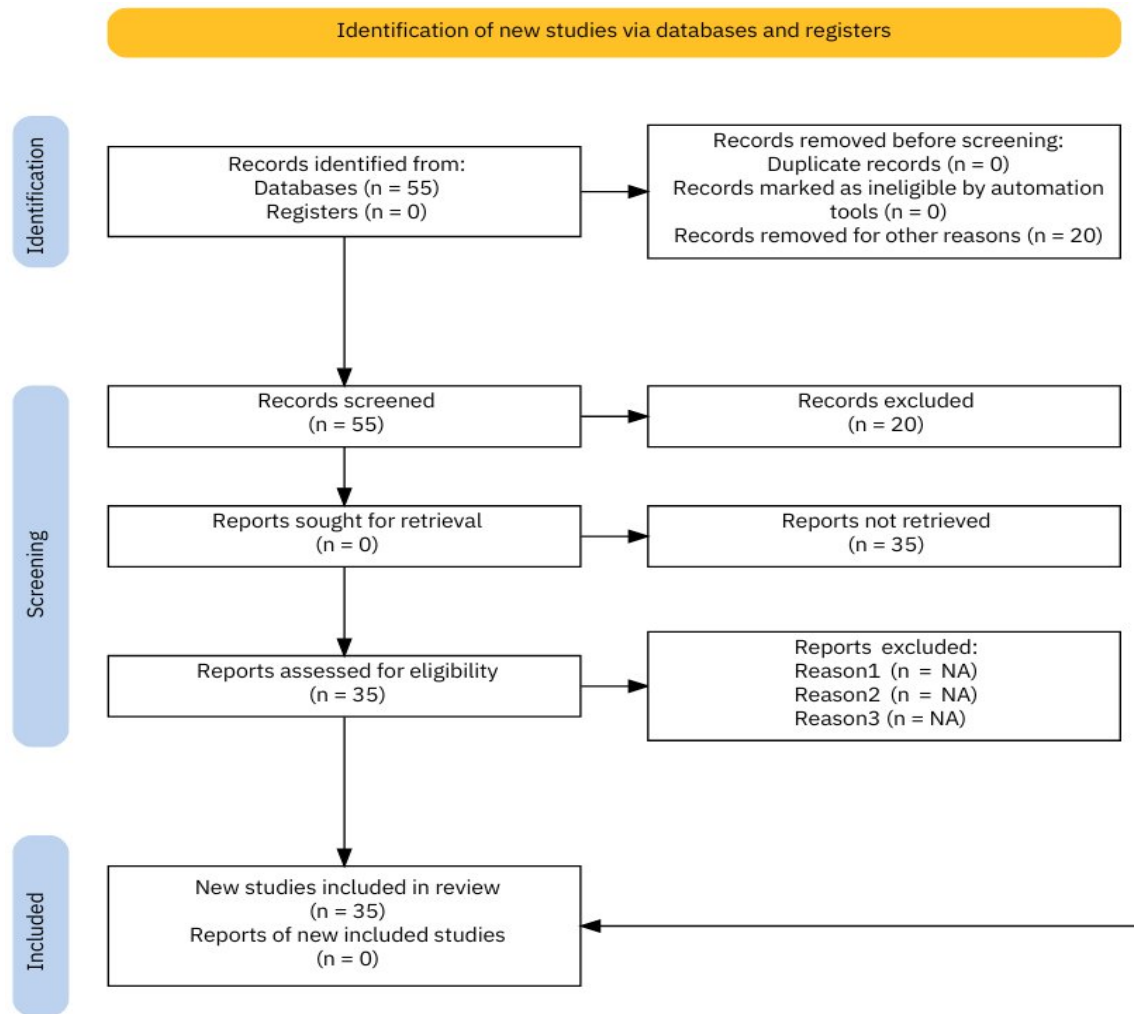 Identification of new studies via databases and registers
Identification
Records identified from:
Databases (n = 55)
Registers (n = 0)
Records removed before screening:
Duplicate records (n = 0)
Records marked as ineligible by automation
tools (n = 0)
Records removed for other reasons (n = 20)
Screening
Records screened
(n = 55)
Records excluded
(n = 20)
Reports sought for retrieval
(n = 0)
Reports not retrieved
(n = 35)
Reports assessed for eligibility
(n = 35)
Reports excluded:
Reason1 (n = NA)
Reason2 (n = NA)
Reason3 (n = NA)
Included
New studies included in review
(n = 35)
Reports of new included studies
(n = 0)